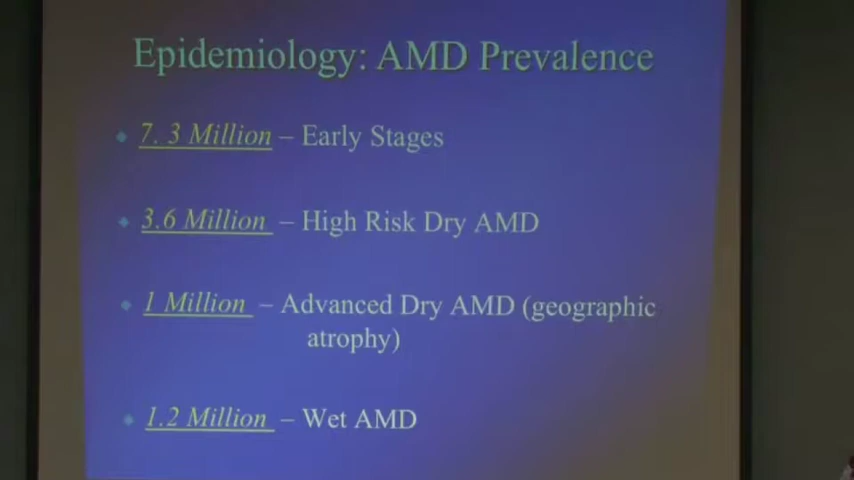 Epidemiology: AMD Prevalence
7. 3 Million – Early Stages
3.6 Million – High Risk Dry AMD
1 Million – Advanced Dry AMD (geographic
atrophy)
1.2 Million – Wet AMD